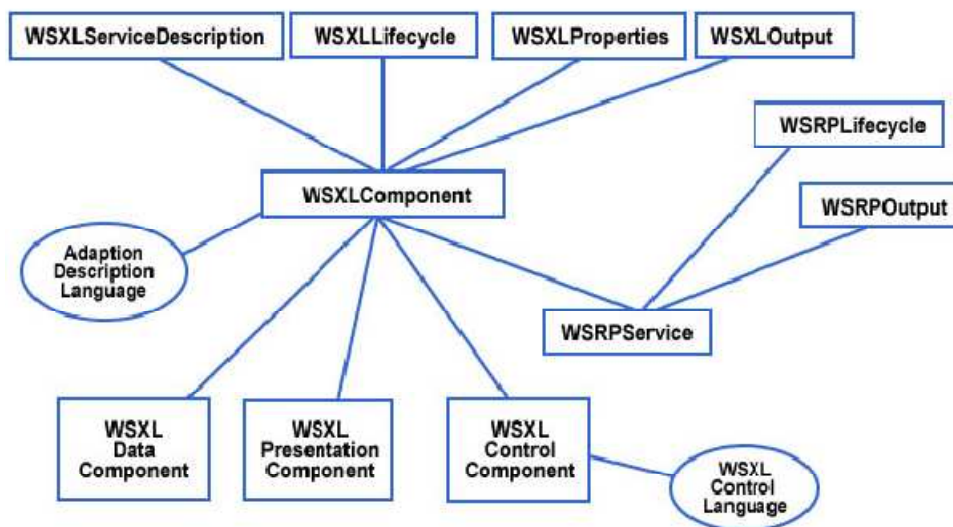 WSXLServiceDescription
WSXLLifecycle
WSXLProperties
WSXLOutput
WSRPLifecycle
WSXLComponent
WSRPOutput
Adaption
Description
Language
WSRPService
WSXL
Data
Component
WSXL
Presentation
Component
WSXL
Control
Component
WSXL
Control
Language